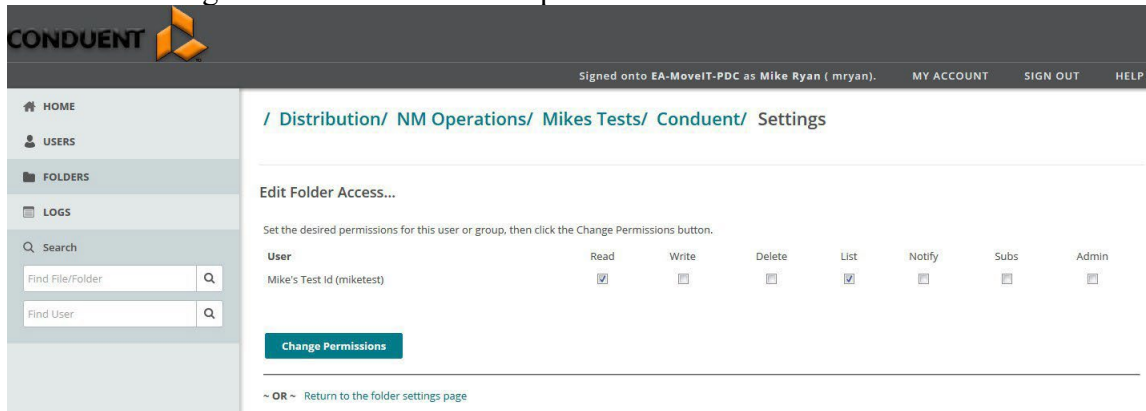 CONDUENT
Signed onto EA-MoveIT-PDC as Mike Ryan ( mryan). MY ACCOUNT SIGN OUT HELP
HOME
USERS
FOLDERS
LOGS
Search
Find File/Folder
Find User
/ Distribution/ NM Operations/ Mikes Tests/ Conduent/ Settings
Edit Folder Access...
Set the desired permissions for this user or group, then click the Change Permissions button.
User Read Write Delete List Notify Subs Admin
Mike's Test Id (miketest)
Change Permissions
~ OR ~ Return to the folder settings page